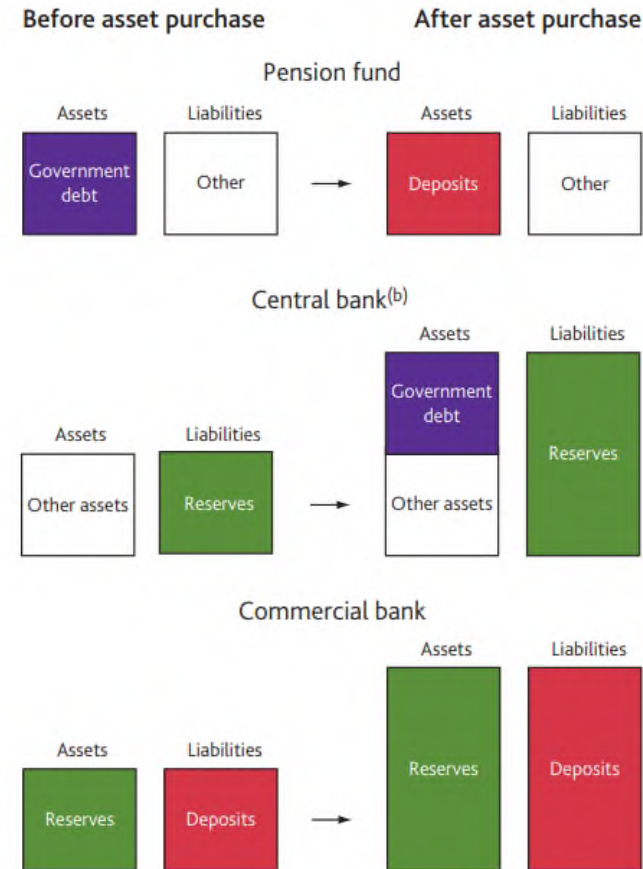 Before asset purchase After asset purchase
Pension fund
Assets Liabilities Assets Liabilities
Government
debt
Other
Deposits
Other
Central bank(b)
Assets Liabilities
Government
debt
Assets Liabilities
Reserves
Other assets
Reserves
Other assets
Commercial bank
Assets Liabilities
Assets Liabilities
Reserves
Deposits
Reserves
Deposits